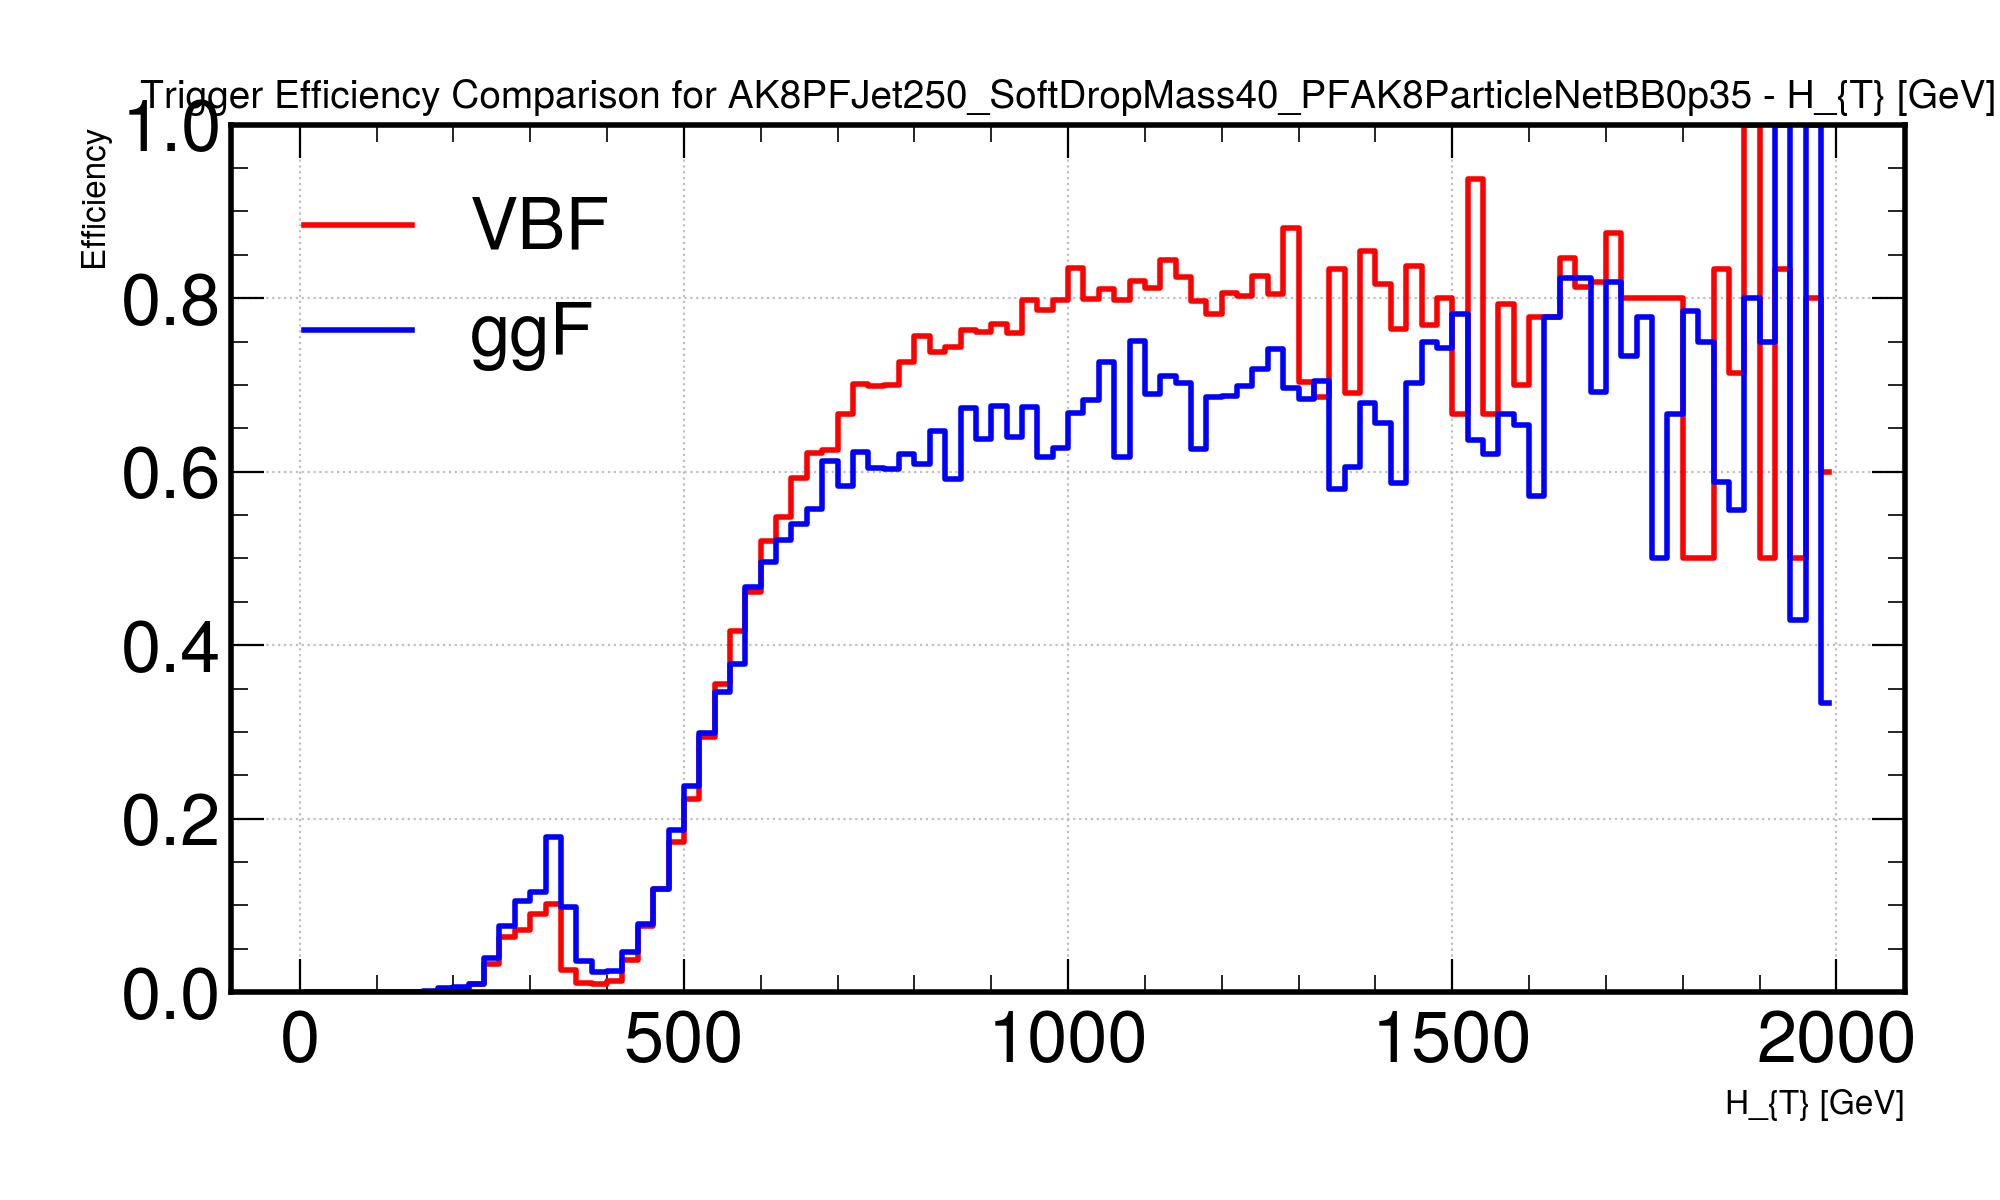 Trigger Efficiency Comparison for AK8PFJet250_SoftDropMass40_PFAK8ParticleNetBB0p35 - H_{T} [GeV]
Efficiency
1.0
0.8
0.6
0.4
0.2
0.0
VBF
ggF
0 500 1000 1500 2000
H_{T} [GeV]